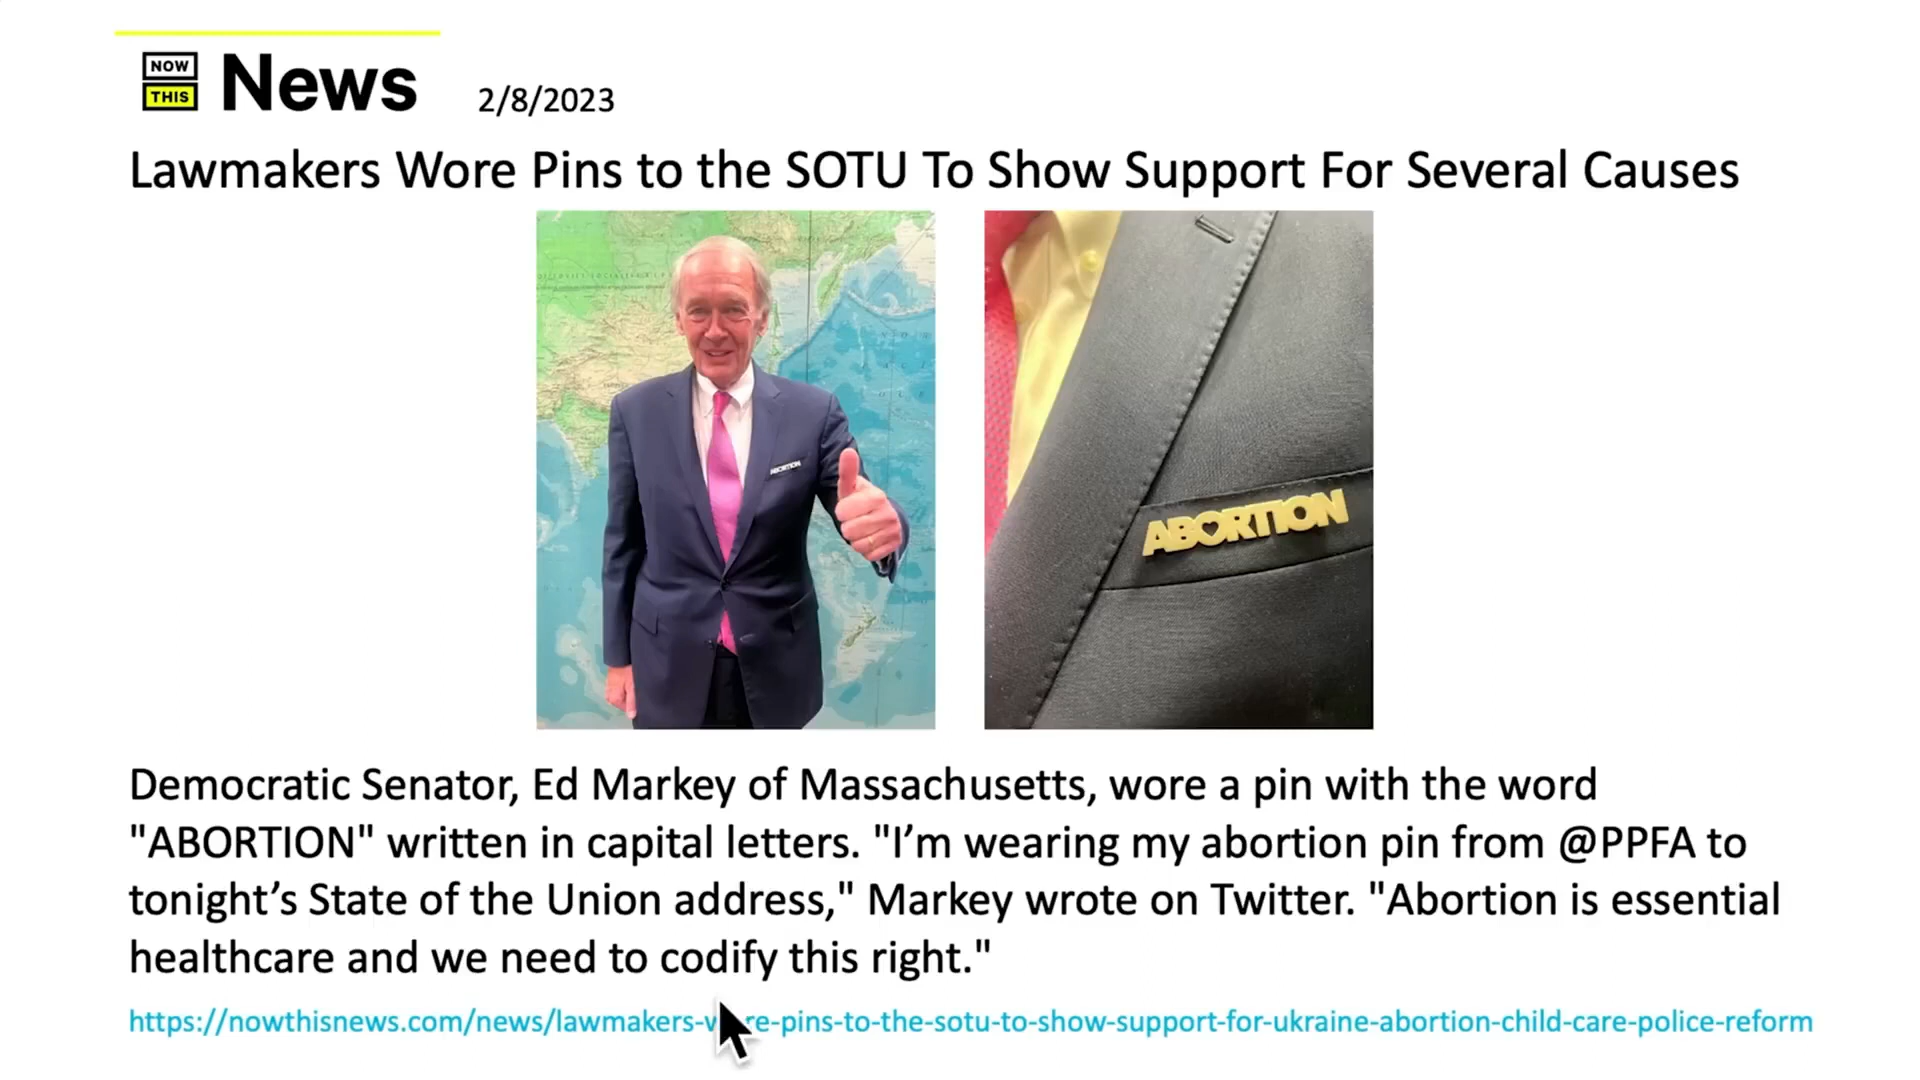 NOW
THIS
News 2/8/2023
Lawmakers Wore Pins to the SOTU To Show Support For Several Causes
ABORTION
ABORTION
Democratic Senator, Ed Markey of Massachusetts, wore a pin with the word
"ABORTION" written in capital letters. "I’m wearing my abortion pin from @PPFA to
tonight’s State of the Union address," Markey wrote on Twitter. "Abortion is essential
healthcare and we need to codify this right."
https://nowthisnews.com/news/lawmakers-wore-pins-to-the-sotu-to-show-support-for-ukraine-abortion-child-care-police-reform